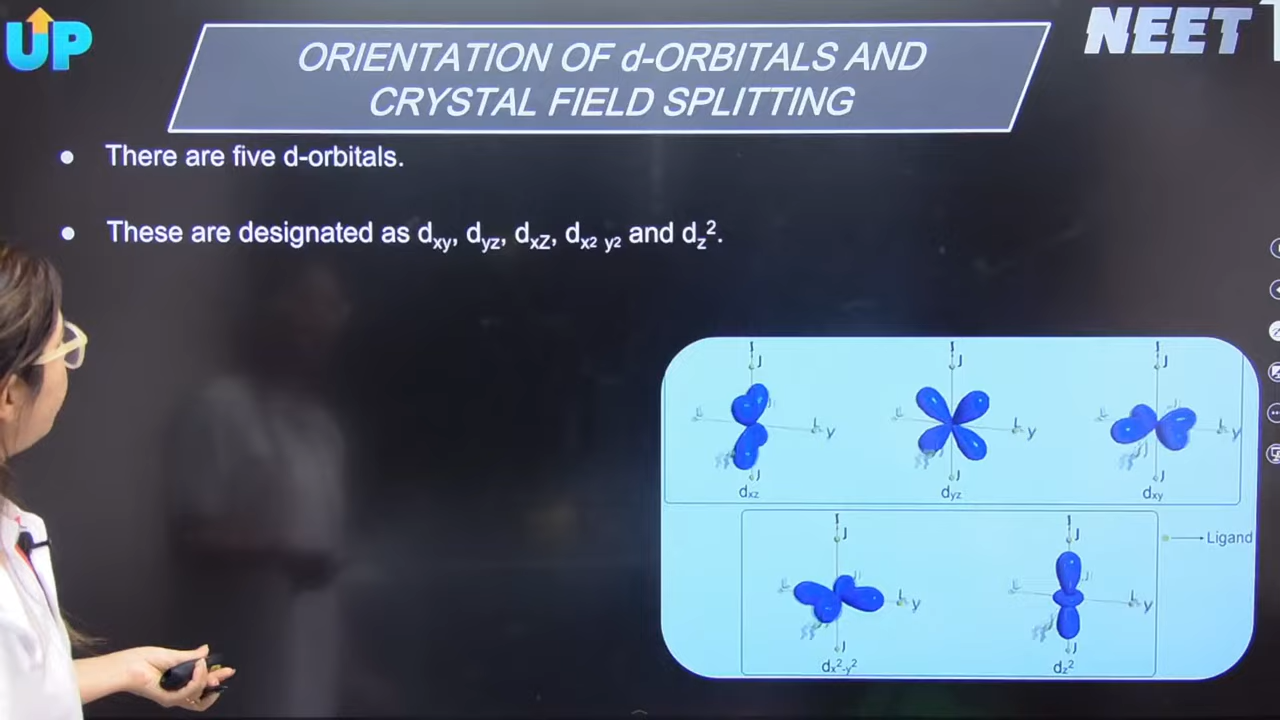 UP
NEET
ORIENTATION OF d-ORBITALS AND
CRYSTAL FIELD SPLITTING
• There are five d-orbitals.
• These are designated as dxy, dyz, dxZ, dx2 y2 and dz2.
J
J
J
L
L y
L
L y
L
L y
J
J
J
dxz
dyz
dxy
J
J
Ligand
L
L y
L
L y
J
J
dx2-y2
dz2